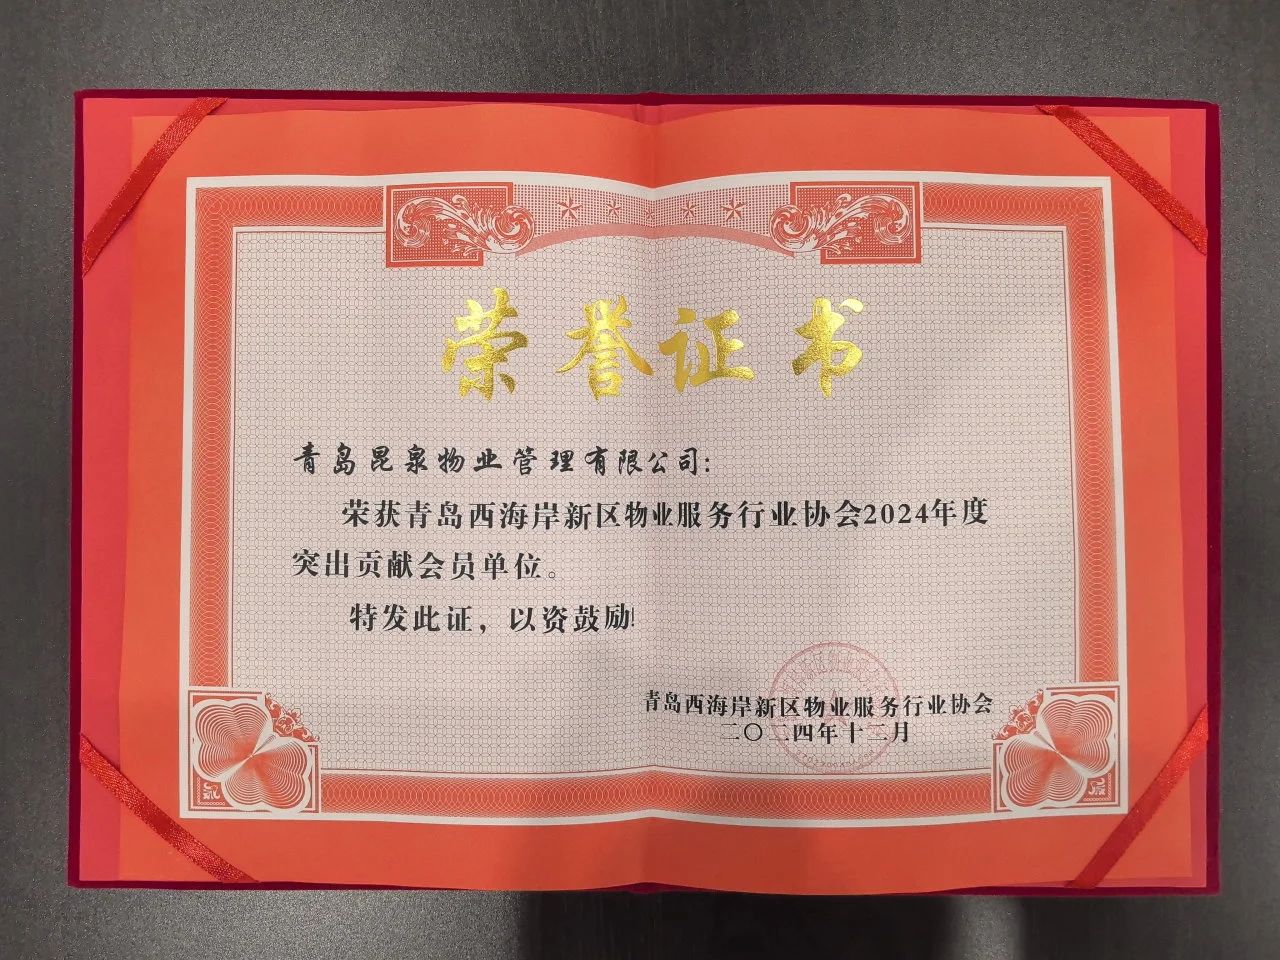 荣誉证书
青岛昆泉物业管理有限公司:
荣获青岛西海岸新区物业服务行业协会2024年度
突出贡献会员单位。
特发此证，以资鼓励!
青岛西海岸新区物业服务行业协会
二〇二四年十二月